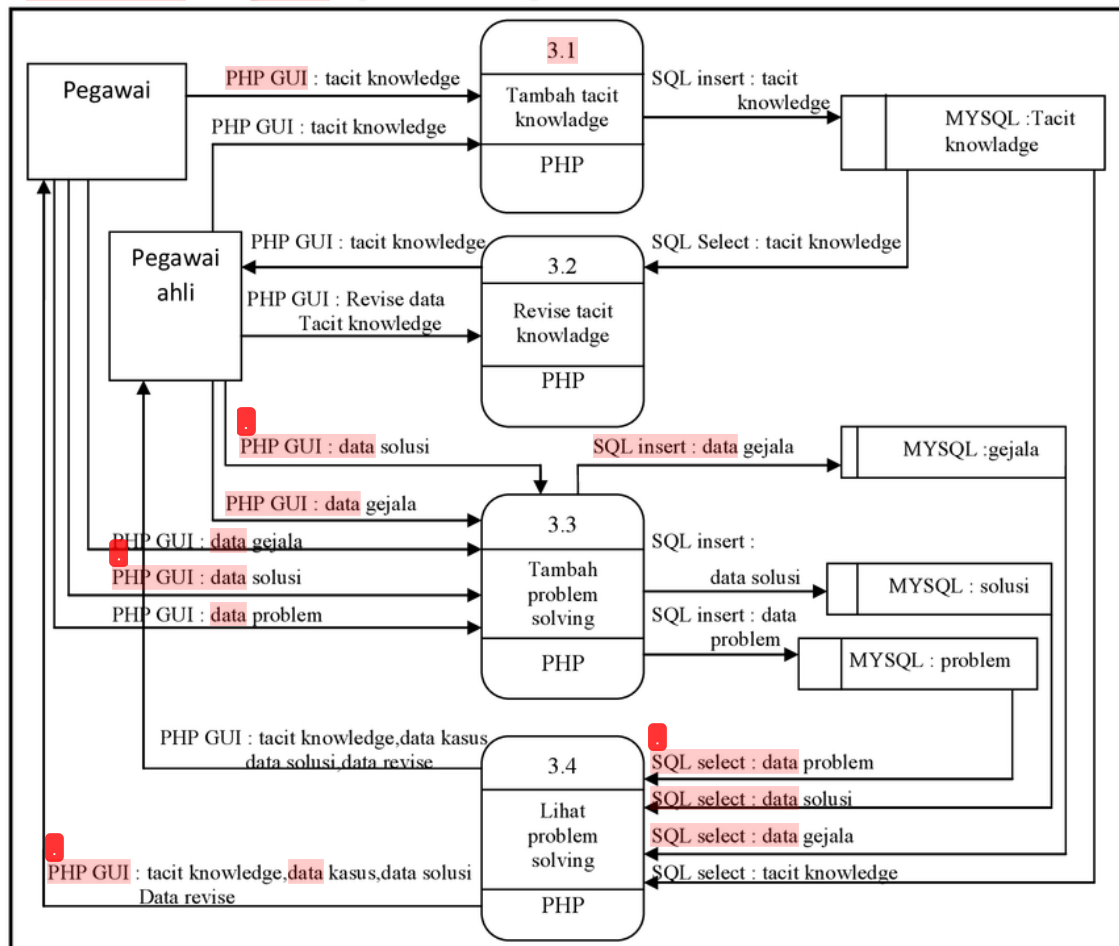 3.1
Pegawai
PHP GUI : tacit knowledge
SQL insert : tacit
knowledge
Tambah tacit
knowladge
MYSQL :Tacit
knowladge
PHP GUI : tacit knowledge
PHP
PHP GUI : tacit knowledge
SQL Select : tacit knowledge
Pegawai
ahli
3.2
PHP GUI : Revise data
Tacit knowledge
Revise tacit
knowladge
PHP
PHP GUI : data solusi
SQL insert : data gejala
MYSQL :gejala
PHP GUI : data gejala
3.3
PHP GUI : data gejala
SQL insert :
data solusi
Tambah
problem
solving
PHP GUI : data solusi
MYSQL : solusi
PHP GUI : data problem
SQL insert : data
problem
PHP
MYSQL : problem
PHP GUI : tacit knowledge,data kasus
data solusi,data revise
3.4
SQL select : data problem
SQL select : data solusi
Lihat
problem
solving
SQL select : data gejala
PHP GUI : tacit knowledge,data kasus,data solusi
Data revise
SQL select : tacit knowledge
PHP